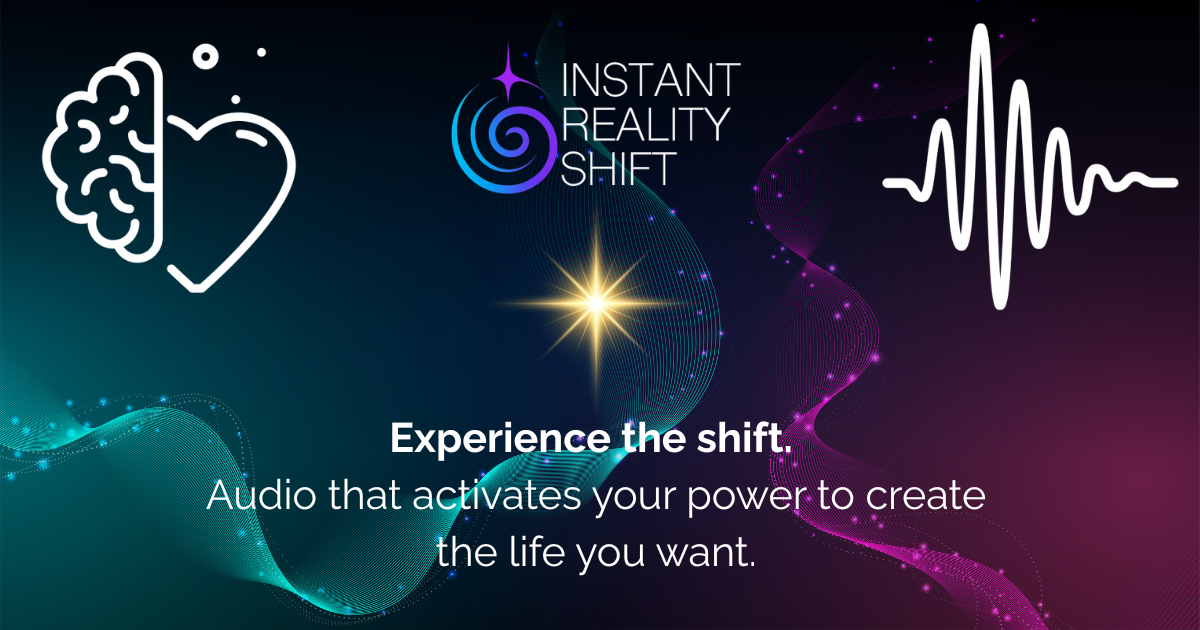 INSTANT
REALITY
SHIFT
Experience the shift.
Audio that activates your power to create
the life you want.